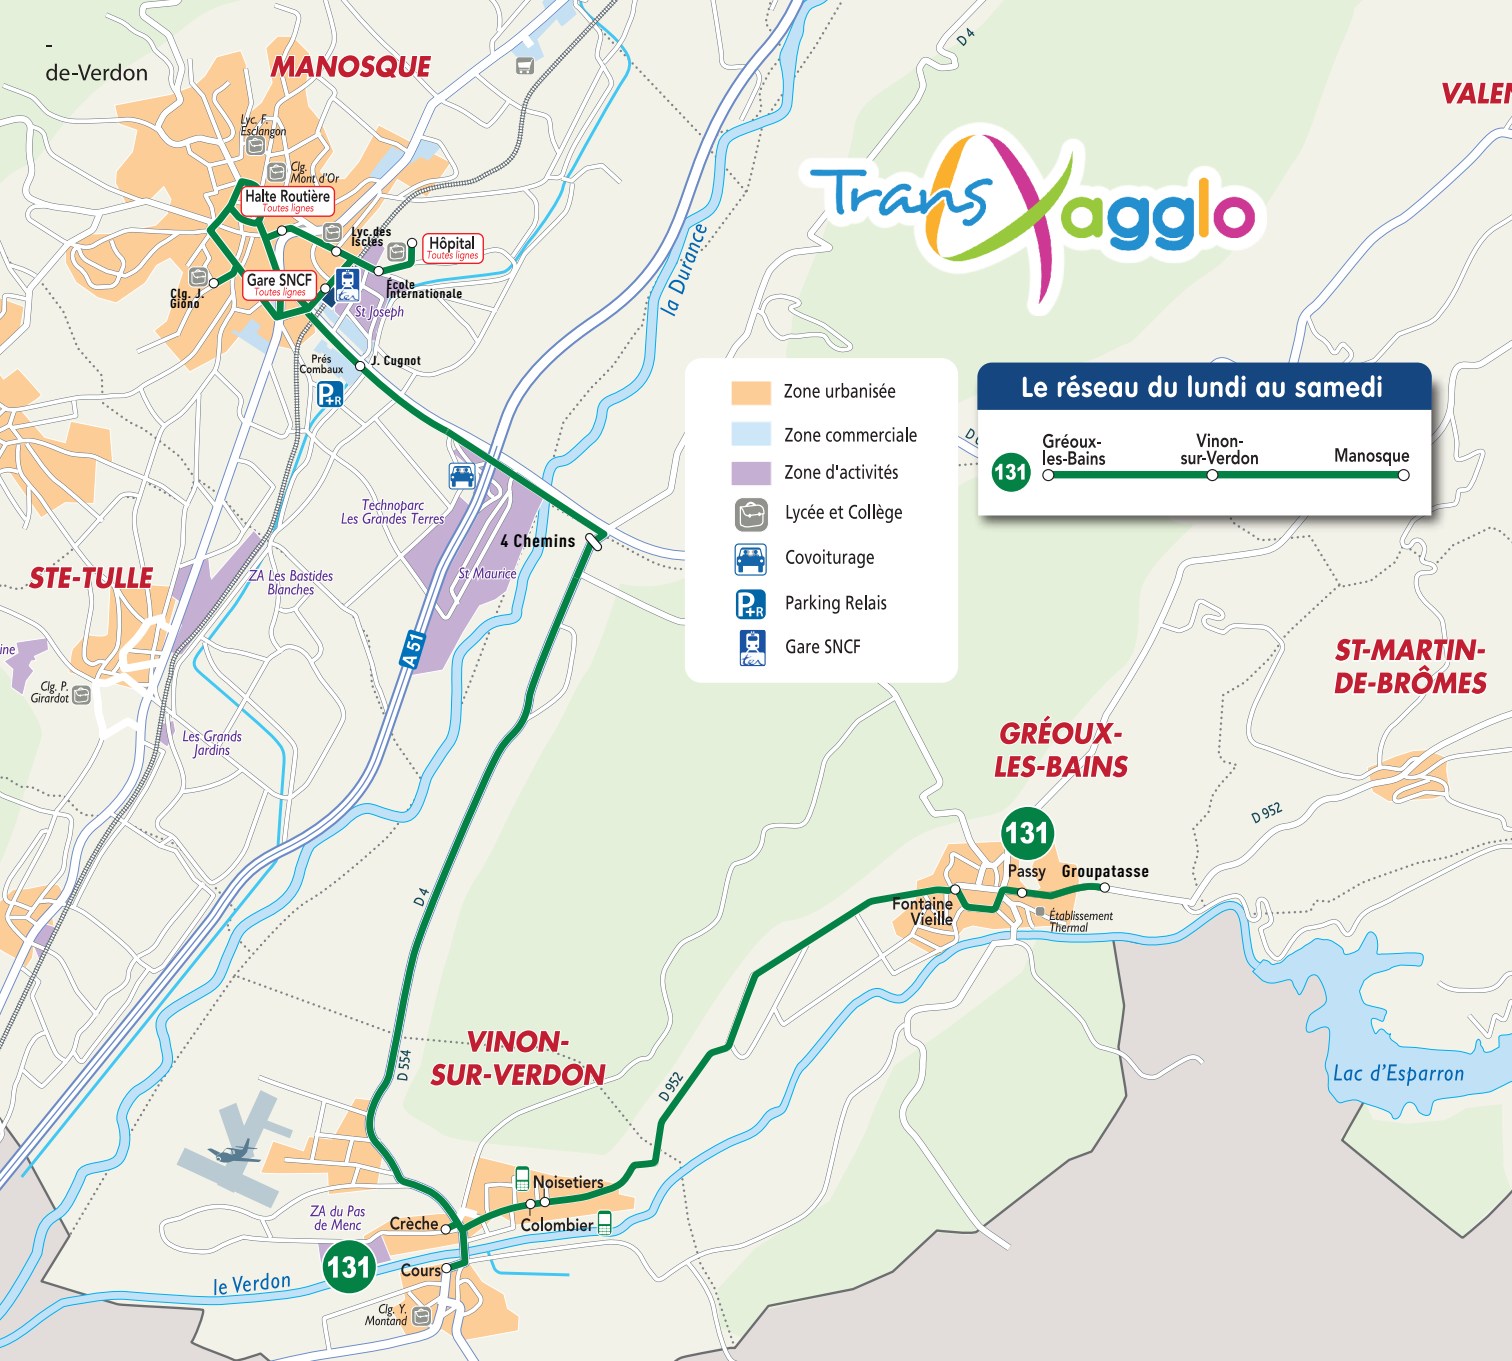 -
de-Verdon
MANOSQUE
D 4
VALEN
Lyc. F.
Esclangon
Clg.
Mont d'Or
Halte Routière
Toutes lignes
Lyc.des
Iscles
Hôpital
Toutes lignes
Gare SNCF
Toutes lignes
Clg. J.
Giono
École
Internationale
St Joseph
Prés
Combaux
J. Cugnot
P+R
la Durance
Trans agglo
Zone urbanisée
Zone commerciale
Zone d'activités
Lycée et Collège
Covoiturage
P+R
Parking Relais
Gare SNCF
Le réseau du lundi au samedi
131
Gréoux-
les-Bains
Vinon-
sur-Verdon
Manosque
Technoparc
Les Grandes Terres
4 Chemins
St Maurice
STE-TULLE
ZA Les Bastides
Blanches
A 51
ine
Clg. P.
Girardot
Les Grands
Jardins
ST-MARTIN-
DE-BRÔMES
GRÉOUX-
LES-BAINS
D 952
131
Passy
Groupatasse
Fontaine
Vieille
Établissement
Thermal
D 4
VINON-
SUR-VERDON
D 554
D 952
Lac d'Esparron
Noisetiers
Colombier
ZA du Pas
de Menc
Crèche
131
Cours
le Verdon
Clg. Y.
Montand